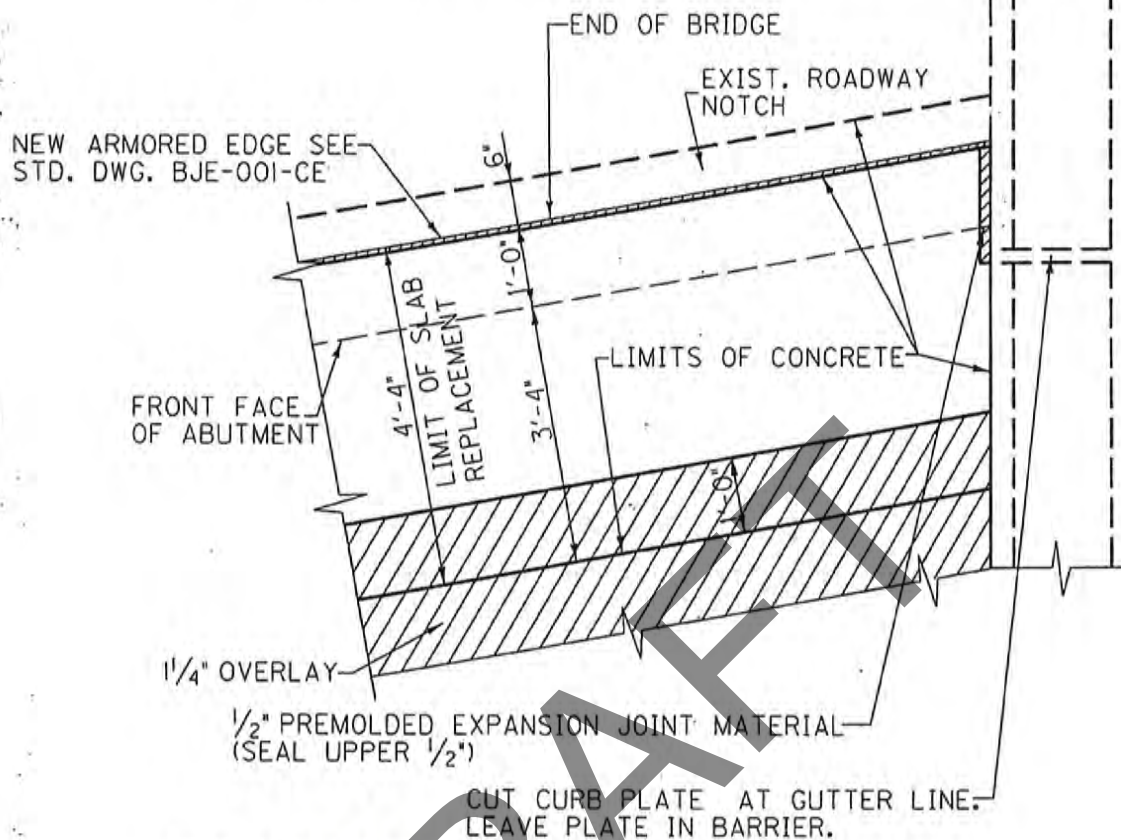 END OF BRIDGE
EXIST. ROADWAY
NOTCH
NEW ARMORED EDGE SEE
STD. DWG. BJE-001-CE
6"
1'-0"
4'-4"
LIMIT OF SLAB
REPLACEMENT
3'-4"
LIMITS OF CONCRETE
FRONT FACE
OF ABUTMENT
1'-0"
1 1/4" OVERLAY
1/2" PREMOLDED EXPANSION JOINT MATERIAL
(SEAL UPPER 1/2")
CUT CURB PLATE AT GUTTER LINE.
LEAVE PLATE IN BARRIER.
DRAFT